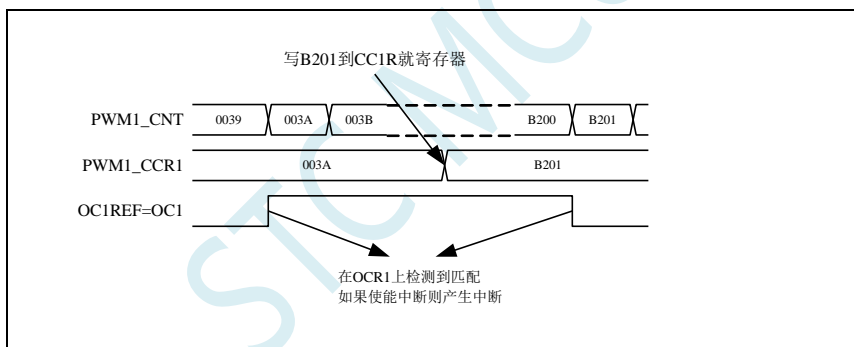 写B201到CC1R就寄存器
PWM1_CNT 0039 003A 003B B200 B201
PWM1_CCR1 003A B201
OC1REF=OC1
在OCR1上检测到匹配
如果使能中断则产生中断
STC MC